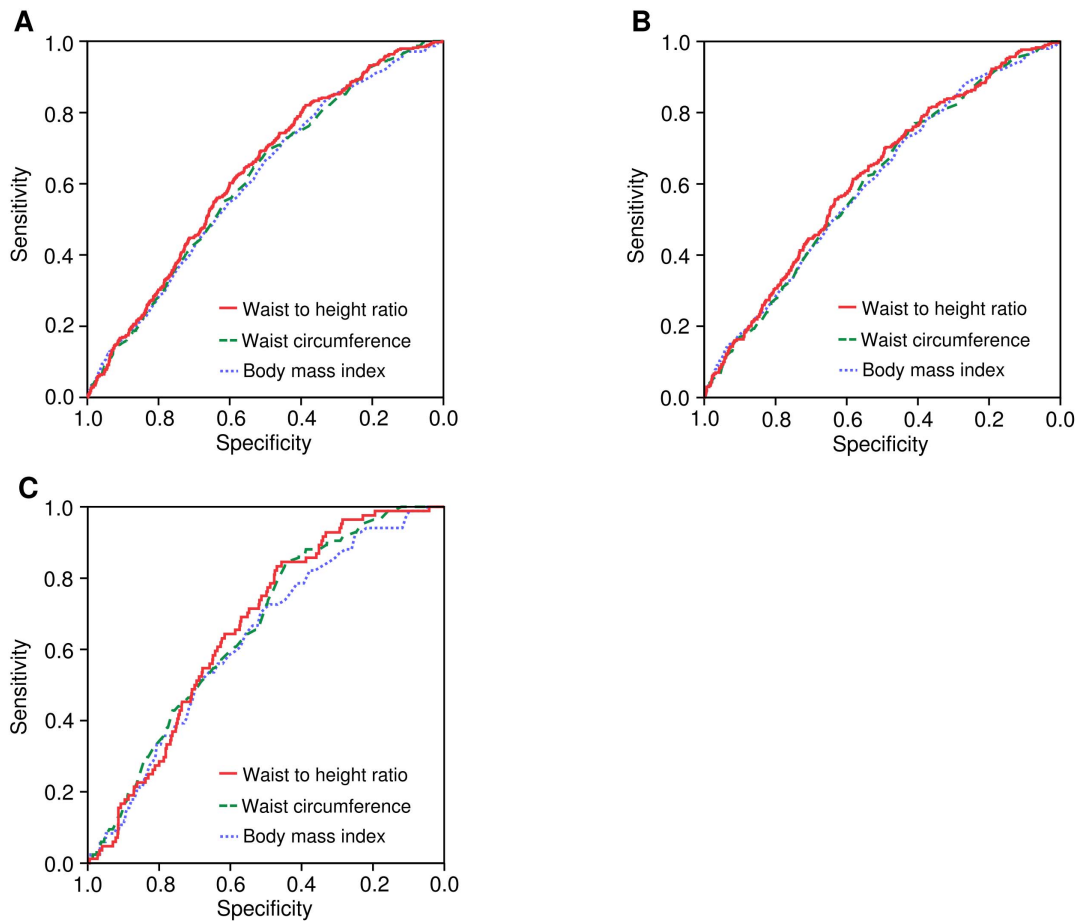 A
Sensitivity
1.0
0.8
0.6
0.4
0.2
0.0
Waist to height ratio
Waist circumference
Body mass index
1.0 0.8 0.6 0.4 0.2 0.0
Specificity
B
Sensitivity
1.0
0.8
0.6
0.4
0.2
0.0
Waist to height ratio
Waist circumference
Body mass index
1.0 0.8 0.6 0.4 0.2 0.0
Specificity
C
Sensitivity
1.0
0.8
0.6
0.4
0.2
0.0
Waist to height ratio
Waist circumference
Body mass index
1.0 0.8 0.6 0.4 0.2 0.0
Specificity